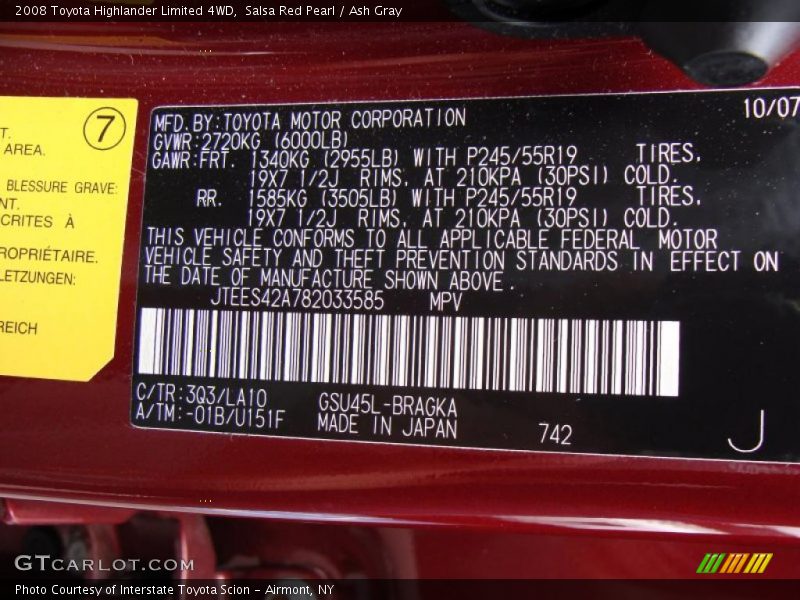 2008 Toyota Highlander Limited 4WD,  Salsa Red Pearl / Ash Gray
7
T.
AREA.
BLESSURE GRAVE:
NT.
CRITES À
ROPRIÉTAIRE.
LETZUNGEN:
REICH
10/07
MFD. BY: TOYOTA MOTOR CORPORATION
GVWR: 2720KG (6000LB)
GAWR: FRT. 1340KG (2955LB) WITH P245/55R19 TIRES,
19X7 1/2J RIMS, AT 210KPA (30PSI) COLD.
RR. 1585KG (3505LB) WITH P245/55R19 TIRES,
19X7 1/2J RIMS, AT 210KPA (30PSI) COLD.
THIS VEHICLE CONFORMS TO ALL APPLICABLE FEDERAL MOTOR
VEHICLE SAFETY AND THEFT PREVENTION STANDARDS IN EFFECT ON
THE DATE OF MANUFACTURE SHOWN ABOVE.
JTEES42A782033585 MPV
C/TR: 3Q3/LA10 GSU45L-BRAGKA
A/TM: -01B/U151F MADE IN JAPAN
742
J
GTCARLOT.COM
Photo Courtesy of Interstate Toyota Scion - Airmont, NY